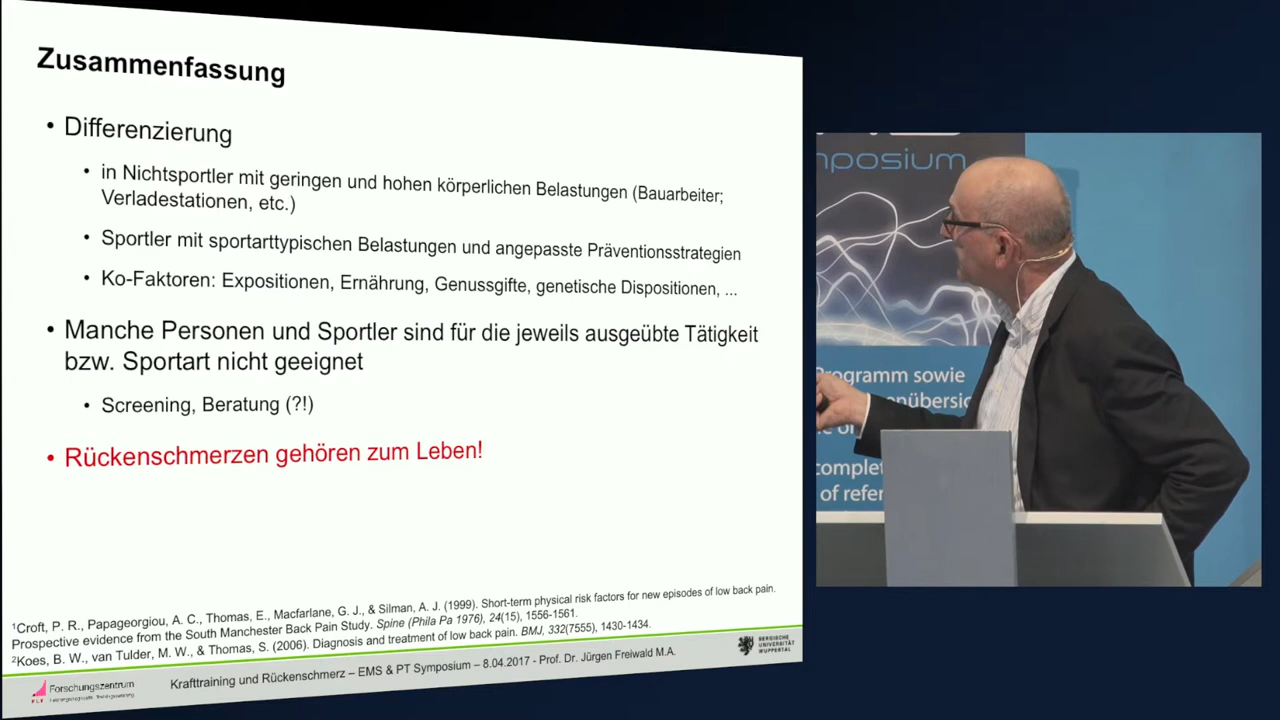 Zusammenfassung
• Differenzierung
• in Nichtsportler mit geringen und hohen körperlichen Belastungen (Bauarbeiter;
Verladestationen, etc.)
• Sportler mit sportarttypischen Belastungen und angepasste Präventionsstrategien
• Ko-Faktoren: Expositionen, Ernährung, Genussgifte, genetische Dispositionen, ...
• Manche Personen und Sportler sind für die jeweils ausgeübte Tätigkeit
bzw. Sportart nicht geeignet
• Screening, Beratung (?!)
• Rückenschmerzen gehören zum Leben!
1Croft, P. R., Papageorgiou, A. C., Thomas, E., Macfarlane, G. J., & Silman, A. J. (1999). Short-term physical risk factors for new episodes of low back pain.
Prospective evidence from the South Manchester Back Pain Study. Spine (Phila Pa 1976), 24(15), 1556-1561.
2Koes, B. W., van Tulder, M. W., & Thomas, S. (2006). Diagnosis and treatment of low back pain. BMJ, 332(7555), 1430-1434.
Forschungszentrum
Krafttraining und Rückenschmerz – EMS & PT Symposium – 8.04.2017 - Prof. Dr. Jürgen Freiwald M.A.
BERGISCHE
UNIVERSITÄT
WUPPERTAL
mposium
Programm sowie
enübersic
complet
of refer